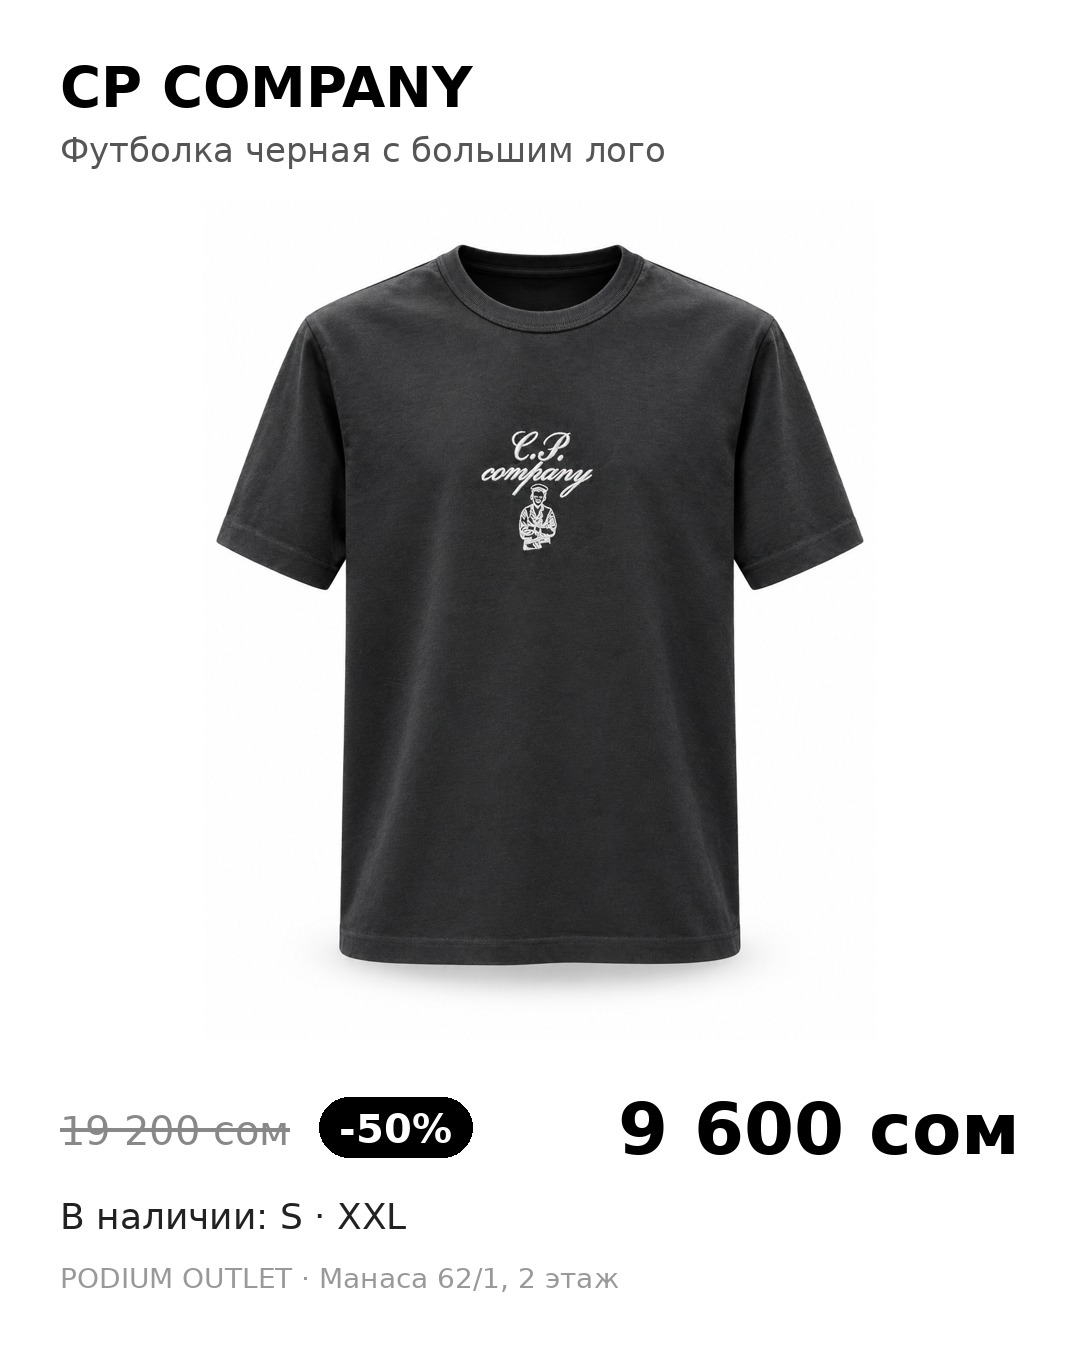 CP COMPANY
Футболка черная с большим лого
C.P.
company
19 200 сом -50% 9 600 сом
В наличии: S · XXL
PODIUM OUTLET · Манаса 62/1, 2 этаж